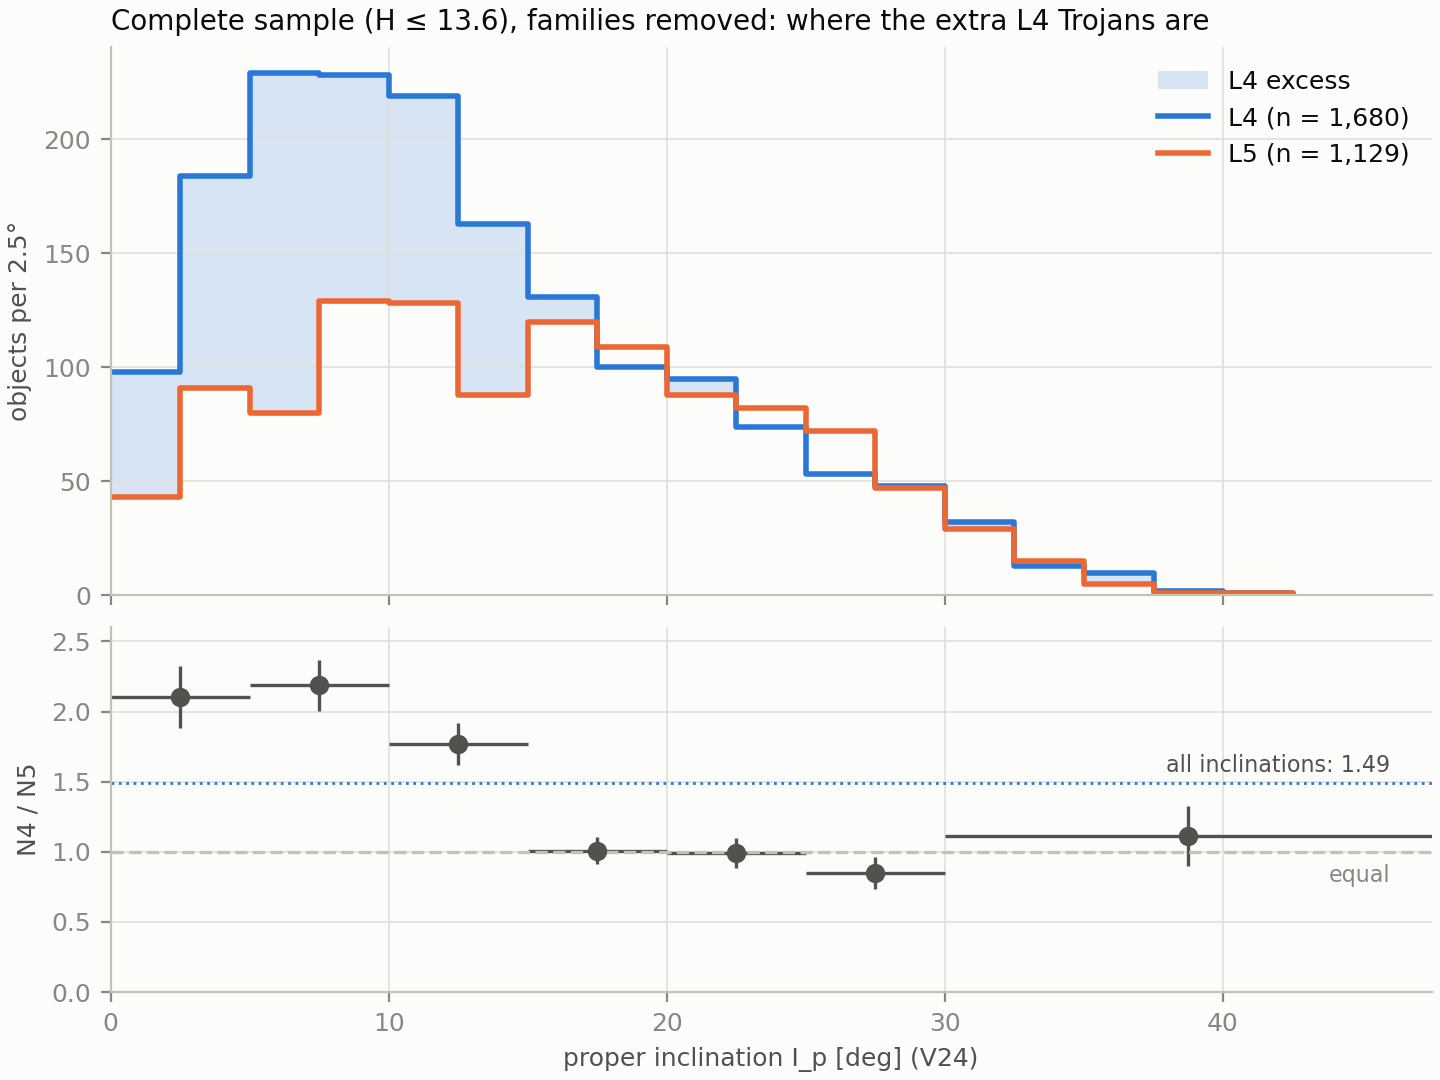 Complete sample (H ≤ 13.6), families removed: where the extra L4 Trojans are
L4 excess
L4 (n = 1,680)
L5 (n = 1,129)
objects per 2.5°
200
150
100
50
0
N4 / N5
2.5
2.0
1.5
1.0
0.5
0.0
all inclinations: 1.49
equal
0 10 20 30 40
proper inclination I_p [deg] (V24)